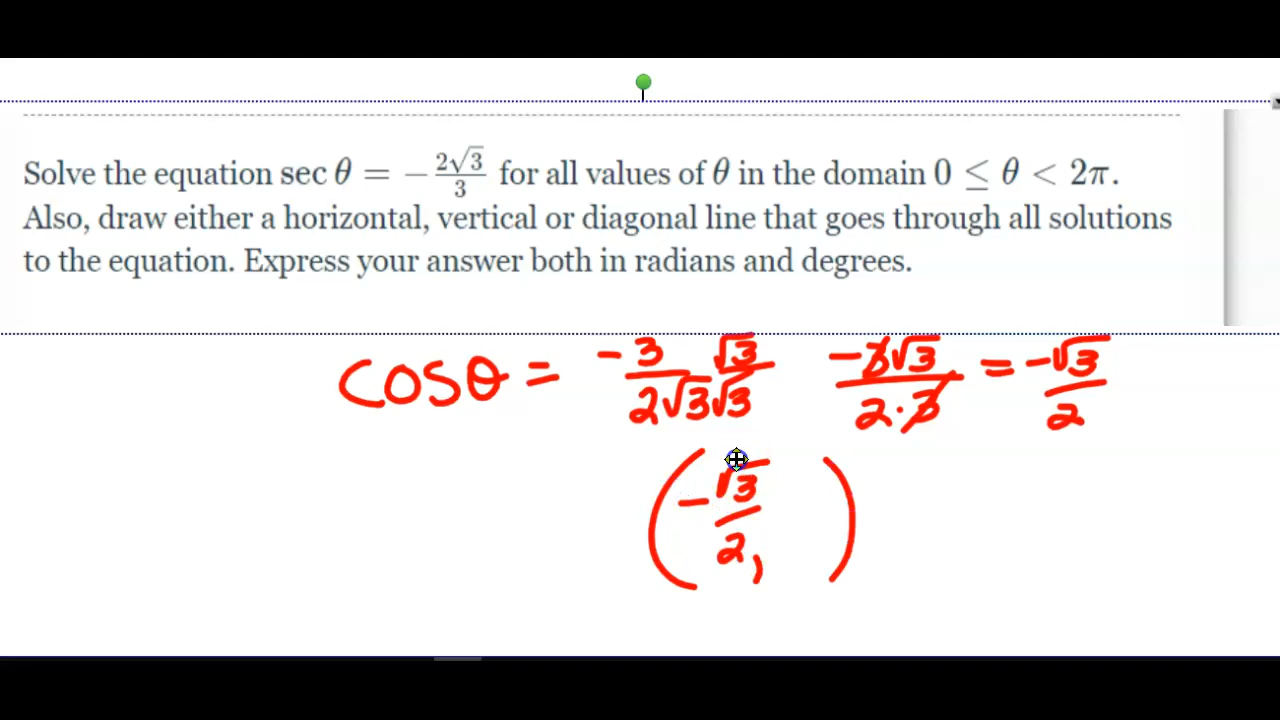 Solve the equation sec θ = − 2√3/3 for all values of θ in the domain 0 ≤ θ < 2π.
Also, draw either a horizontal, vertical or diagonal line that goes through all solutions
to the equation. Express your answer both in radians and degrees.
cosθ = -3/2√3 √3/√3 -3√3/2·3 = -√3/2
(-√3/2, )